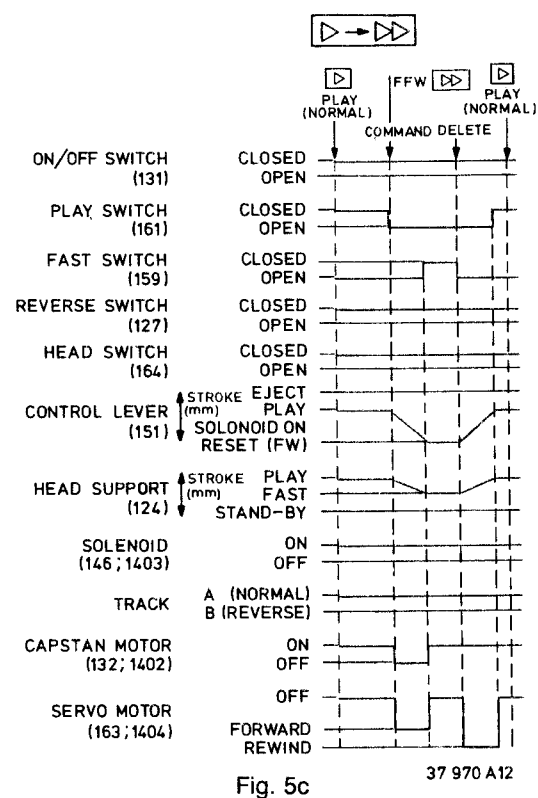 FFW
PLAY
(NORMAL)
PLAY
(NORMAL)
COMMAND DELETE
ON/OFF SWITCH
(131)
CLOSED
OPEN
PLAY SWITCH
(161)
CLOSED
OPEN
FAST SWITCH
(159)
CLOSED
OPEN
REVERSE SWITCH
(127)
CLOSED
OPEN
HEAD SWITCH
(164)
CLOSED
OPEN
CONTROL LEVER
(151)
STROKE
(mm)
EJECT
PLAY
SOLONOID ON
RESET (FW)
HEAD SUPPORT
(124)
STROKE
(mm)
PLAY
FAST
STAND-BY
SOLENOID
(146;1403)
ON
OFF
TRACK
A (NORMAL)
B (REVERSE)
CAPSTAN MOTOR
(132;1402)
ON
OFF
SERVO MOTOR
(163;1404)
OFF
FORWARD
REWIND
37 970 A12
Fig. 5c